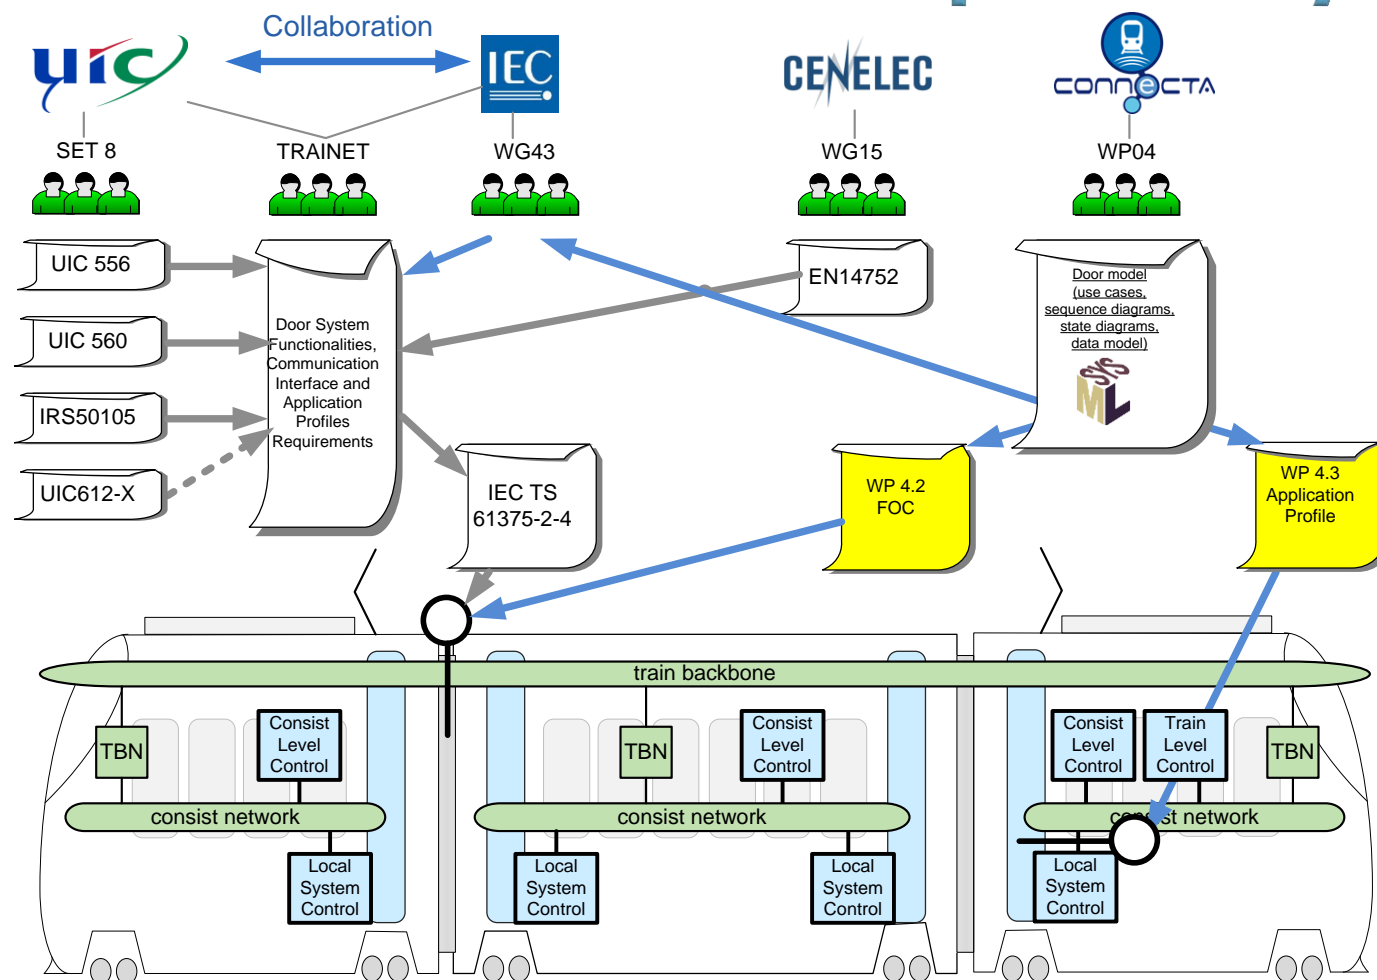 Collaboration
uic
IEC
CENELEC
CONNECTA
SET 8
TRAINET
WG43
WG15
WP04
UIC 556
UIC 560
IRS50105
UIC612-X
Door System
Functionalities,
Communication
Interface and
Application
Profiles
Requirements
IEC TS
61375-2-4
EN14752
Door model
(use cases,
sequence diagrams,
state diagrams,
data model)
SYS
ML
WP 4.2
FOC
WP 4.3
Application
Profile
train backbone
TBN
Consist
Level
Control
TBN
Consist
Level
Control
Consist
Level
Control
Train
Level
Control
TBN
consist network
consist network
consist network
Local
System
Control
Local
System
Control
Local
System
Control
Local
System
Control